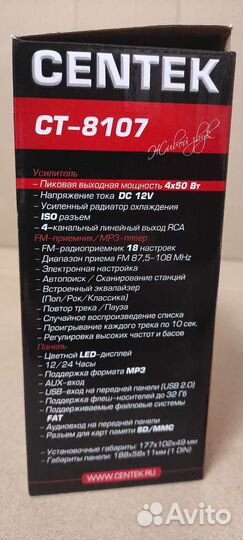 CENTEK
CT-8107
Живой звук
Усилитель
- Пиковая выходная мощность 4x50 Вт
- Напряжение тока DC 12V
- Усиленный радиатор охлаждения
- ISO разъем
- 4-канальный линейный выход RCA
FM-приемник/MP3-плеер
- FM-радиоприемник 18 настроек
- Диапазон приема FM 87,5-108 MHz
- Электронная настройка
- Автопоиск / Сканирование станций
- Встроенный эквалайзер
(Поп/Рок/Классика)
- Повтор трека /Пауза
- Случайное воспроизведение списка
- Проигрывание каждого трека по 10 сек.
- Регулировка высоких частот и басов
Панель
- Цветной LED-дисплей
- 12/24 Часы
- Поддержка формата MP3
- AUX-вход
- USB-вход на передней панели (USB 2.0)
- Поддержка флеш-носителей до 32 Гб
- Поддерживаемые файловые системы
FAT
- Аудиовход на передней панели
- Разъем для карт памяти SD/MMC
- Установочные габариты: 177x102x49 мм
- Габариты панели: 188x58x11мм (1 DIN)
WWW.CENTEK.RU
Avito